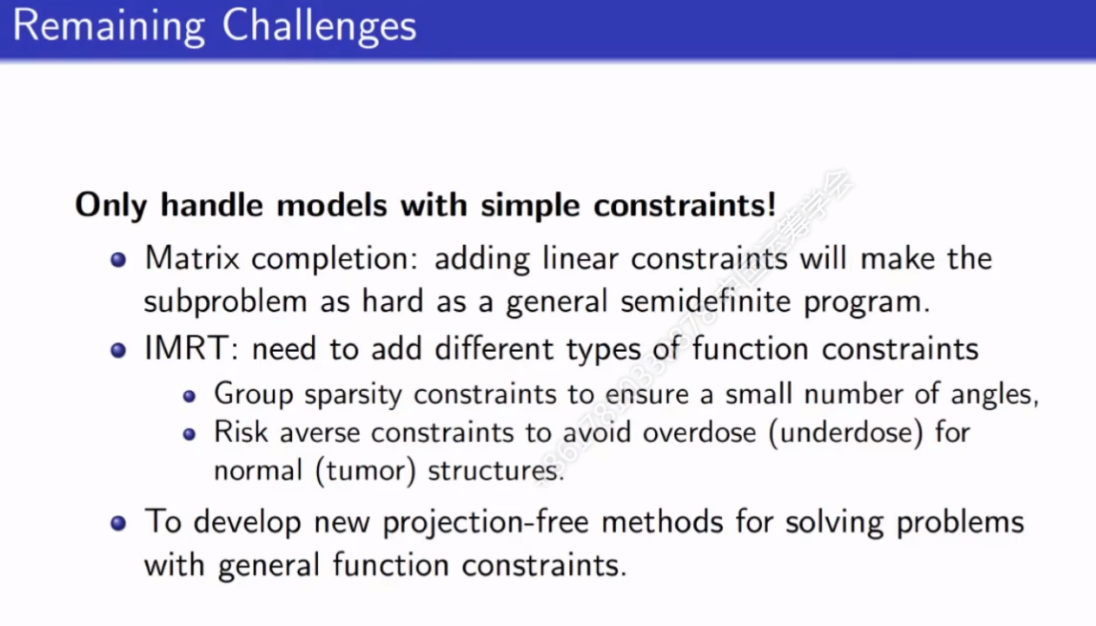 Remaining Challenges
Only handle models with simple constraints!
Matrix completion: adding linear constraints will make the
subproblem as hard as a general semidefinite program.
IMRT: need to add different types of function constraints
Group sparsity constraints to ensure a small number of angles,
Risk averse constraints to avoid overdose (underdose) for
normal (tumor) structures.
To develop new projection-free methods for solving problems
with general function constraints.
中国运筹学会